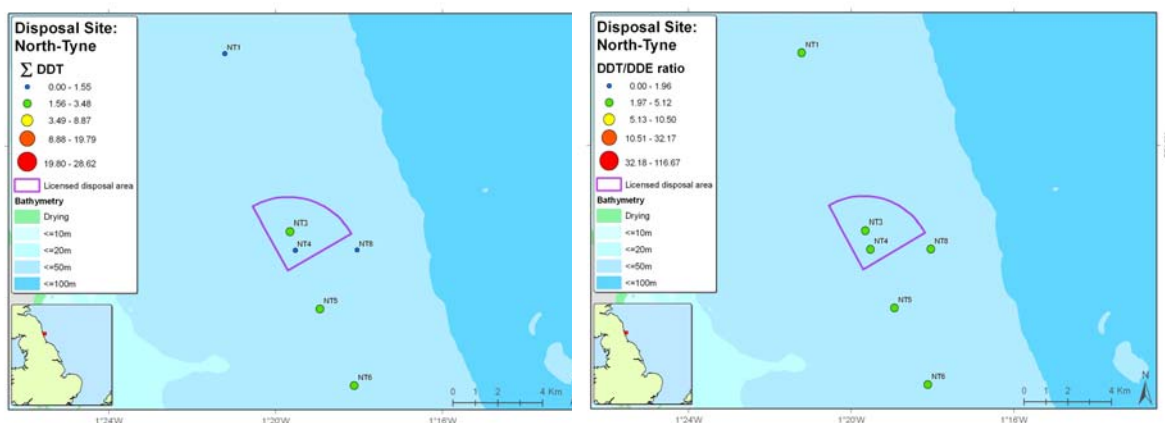 Disposal Site:
North-Tyne
Σ DDT
0.00 - 1.55
1.56 - 3.48
3.49 - 8.87
8.88 - 19.79
19.80 - 28.62
Licensed disposal area
Bathymetry
Drying
<=10m
<=20m
<=50m
<=100m
NT1
NT3
NT4
NT8
NT5
NT6
0 1 2 4 Km
1°24'W 1°20'W 1°16'W
Disposal Site:
North-Tyne
DDT/DDE ratio
0.00 - 1.96
1.97 - 5.12
5.13 - 10.50
10.51 - 32.17
32.18 - 116.67
Licensed disposal area
Bathymetry
Drying
<=10m
<=20m
<=50m
<=100m
NT1
NT3
NT4
NT8
NT5
NT6
N
0 1 2 4 Km
1°24'W 1°20'W 1°16'W